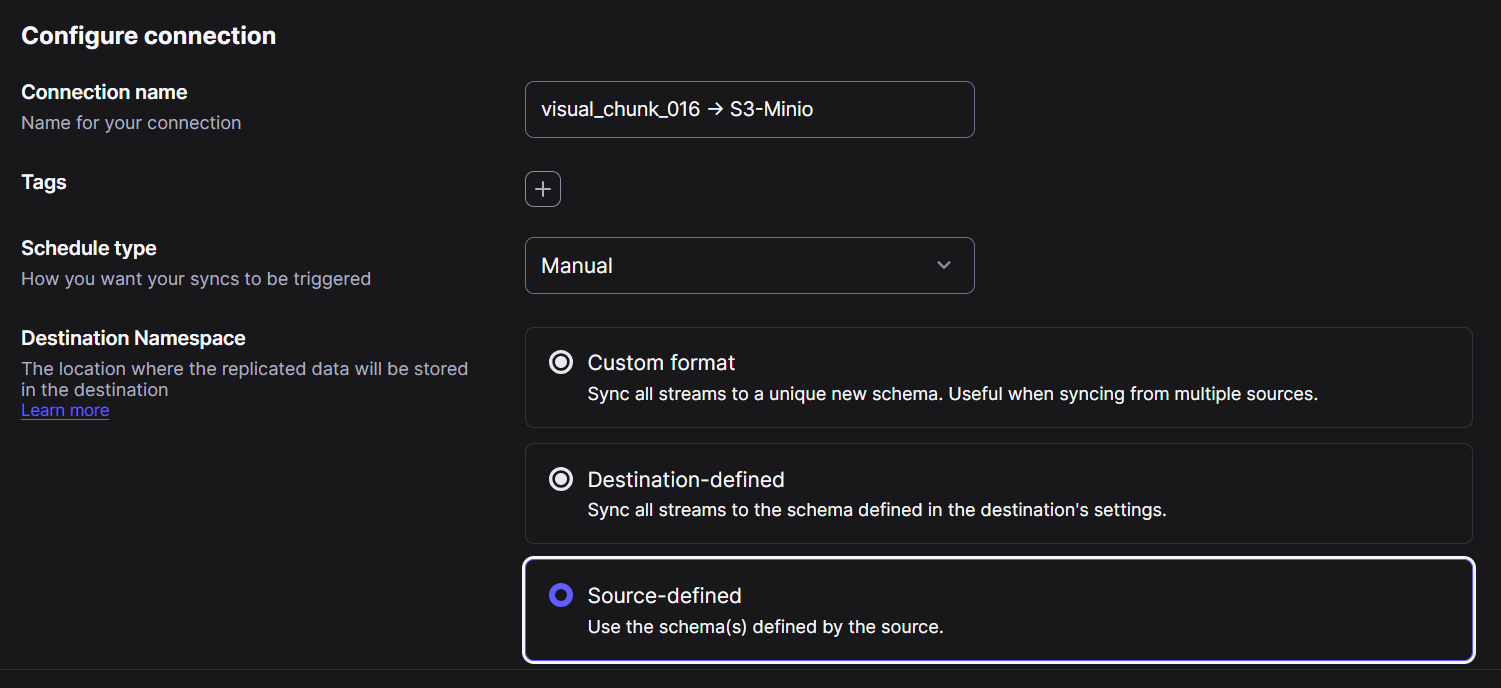 Configure connection
Connection name
Name for your connection
visual_chunk_016 → S3-Minio
Tags
Schedule type
How you want your syncs to be triggered
Manual
Destination Namespace
The location where the replicated data will be stored
in the destination
Learn more
Custom format
Sync all streams to a unique new schema. Useful when syncing from multiple sources.
Destination-defined
Sync all streams to the schema defined in the destination's settings.
Source-defined
Use the schema(s) defined by the source.